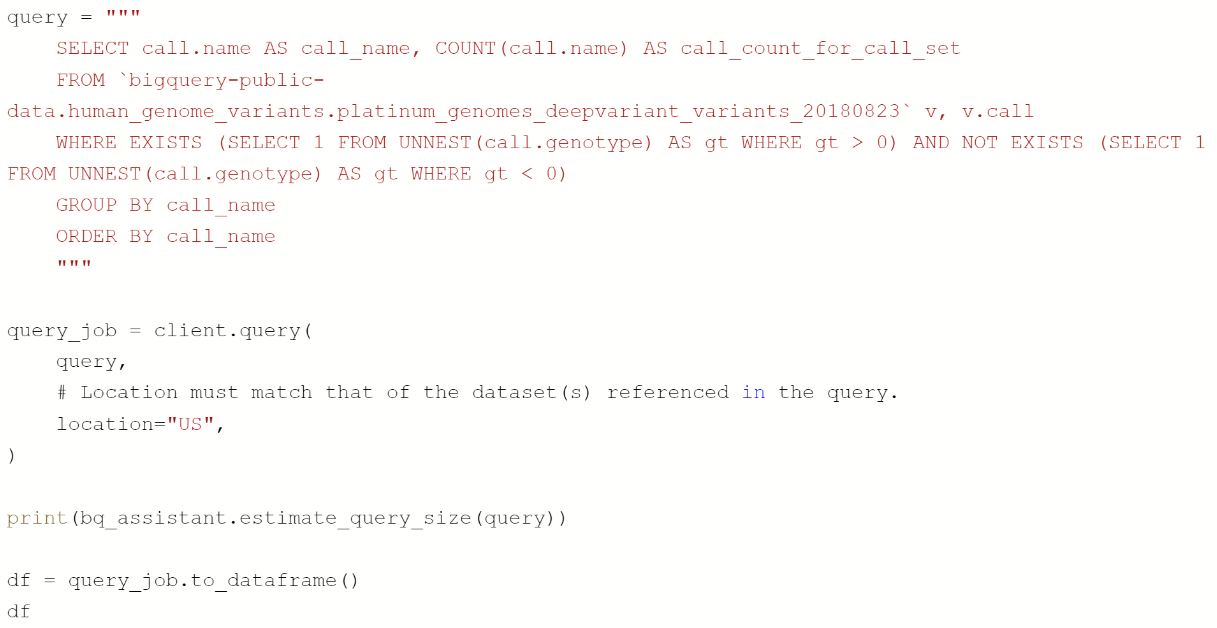 query = """
    SELECT call.name AS call_name, COUNT(call.name) AS call_count_for_call_set
    FROM `bigquery-public-
data.human_genome_variants.platinum_genomes_deepvariant_variants_20180823` v, v.call
    WHERE EXISTS (SELECT 1 FROM UNNEST(call.genotype) AS gt WHERE gt > 0) AND NOT EXISTS (SELECT 1
FROM UNNEST(call.genotype) AS gt WHERE gt < 0)
    GROUP BY call_name
    ORDER BY call_name
    """
query_job = client.query(
    query,
    # Location must match that of the dataset(s) referenced in the query.
    location="US",
)
print(bq_assistant.estimate_query_size(query))
df = query_job.to_dataframe()
df